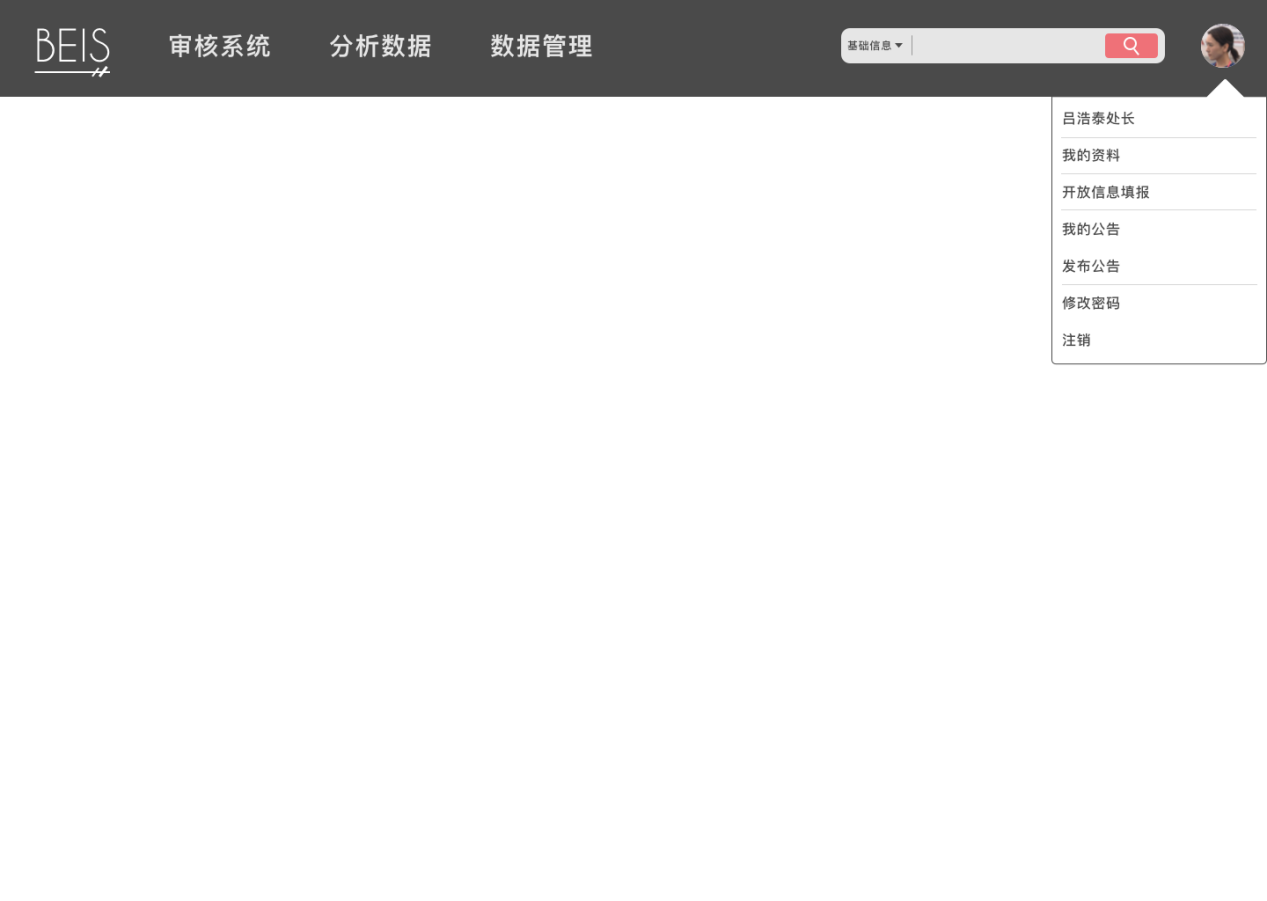 BEIS
审核系统 分析数据 数据管理
基础信息
吕浩泰处长
我的资料
开放信息填报
我的公告
发布公告
修改密码
注销